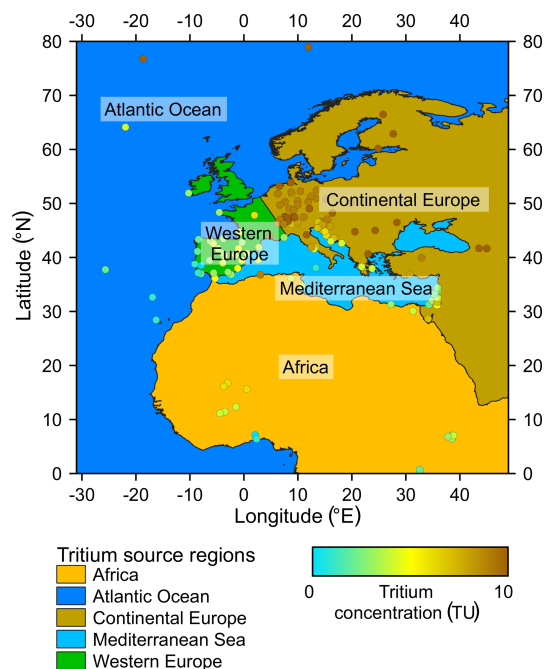 -30 -20 -10 0 10 20 30 40
80 80
70 70
Atlantic Ocean
60 60
50 50
Continental Europe
Western
Europe
40 40
Mediterranean Sea
30 30
20 20
Africa
10 10
0 0
-30 -20 -10 0 10 20 30 40
Latitude (°N)
Longitude (°E)
Tritium source regions
Africa
Atlantic Ocean
Continental Europe
Mediterranean Sea
Western Europe
0 Tritium 10
concentration (TU)